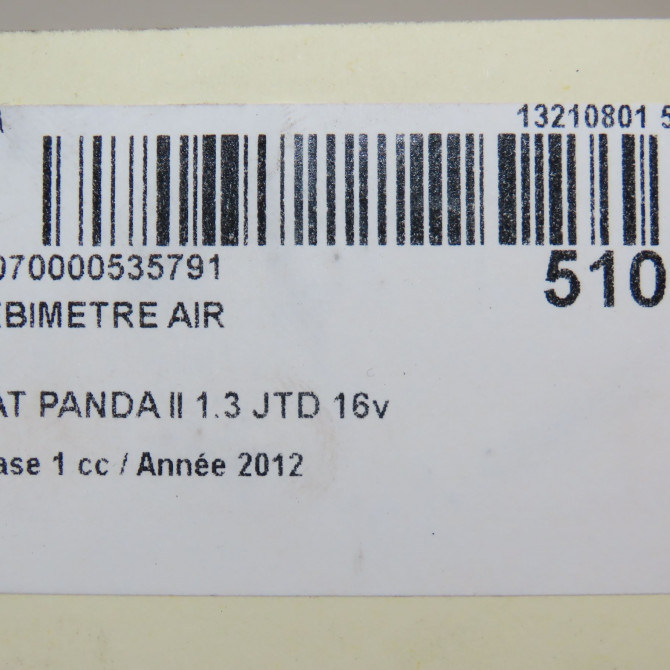 13210801 5
070000535791
510
EBIMETRE AIR
AT PANDA II 1.3 JTD 16v
ase 1 cc / Année 2012